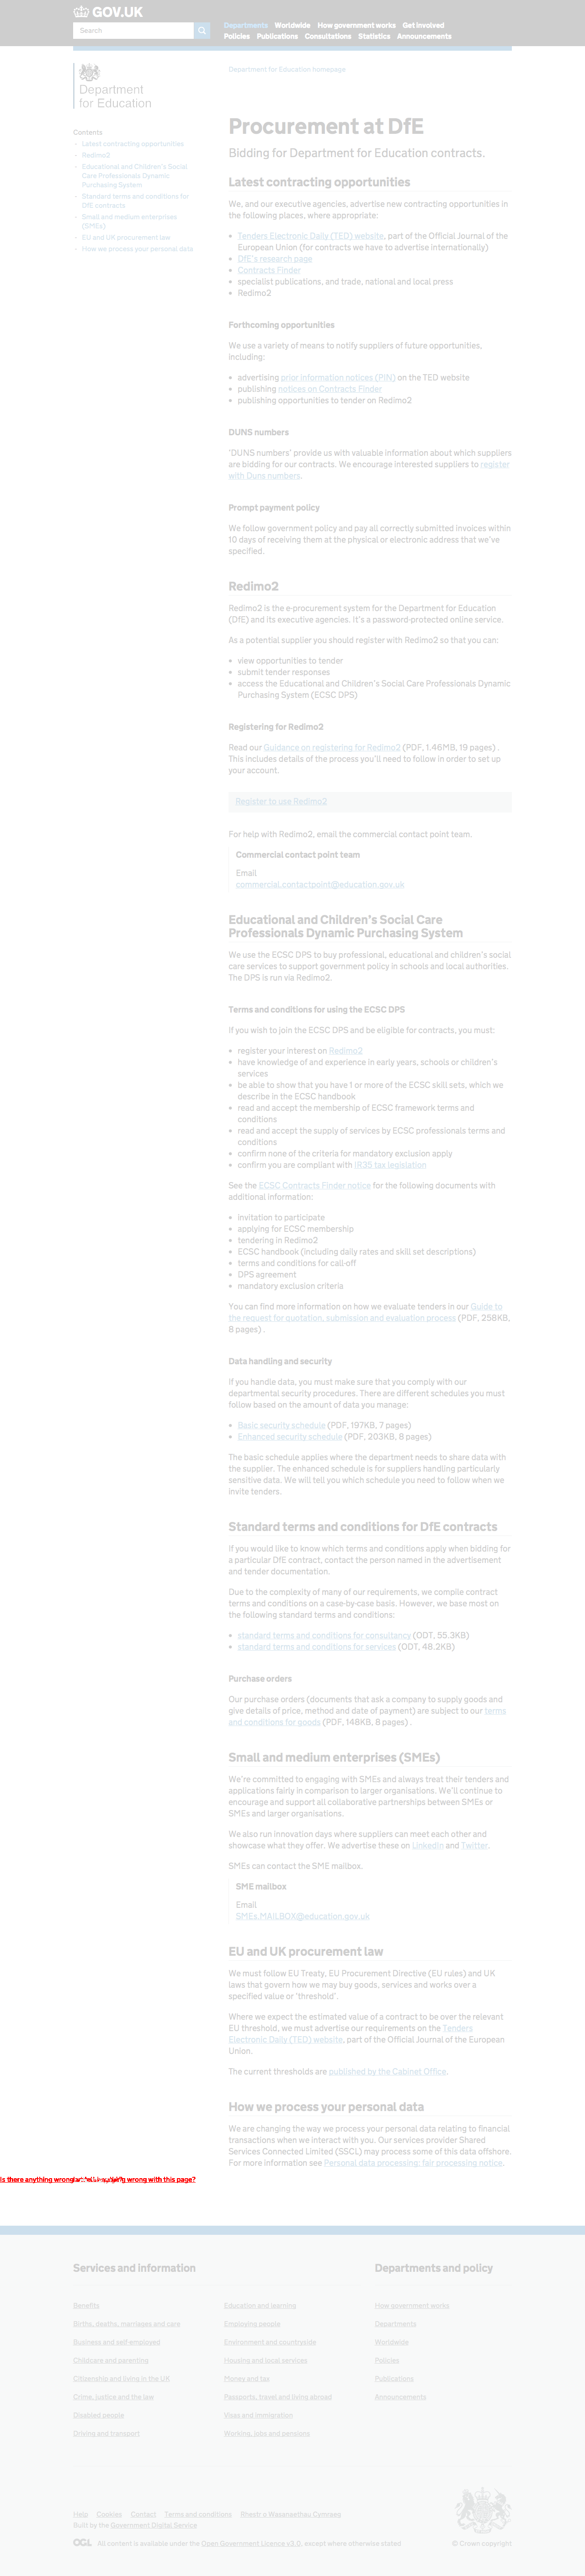 GOV.UK
Search
Departments Worldwide How government works Get involved
Policies Publications Consultations Statistics Announcements
Department for Education homepage
Department
for Education
Procurement at DfE
Bidding for Department for Education contracts.
Contents
Latest contracting opportunities
Redimo2
Educational and Children's Social
Care Professionals Dynamic
Purchasing System
Standard terms and conditions for
DfE contracts
Small and medium enterprises
(SMEs)
EU and UK procurement law
How we process your personal data
Latest contracting opportunities
We, and our executive agencies, advertise new contracting opportunities in
the following places, where appropriate:
Tenders Electronic Daily (TED) website, part of the Official Journal of the
European Union (for contracts we have to advertise internationally)
DfE's research page
Contracts Finder
specialist publications, and trade, national and local press
Redimo2
Forthcoming opportunities
We use a variety of means to notify suppliers of future opportunities,
including:
advertising prior information notices (PIN) on the TED website
publishing notices on Contracts Finder
publishing opportunities to tender on Redimo2
DUNS numbers
'DUNS numbers' provide us with valuable information about which suppliers
are bidding for our contracts. We encourage interested suppliers to register
with Duns numbers.
Prompt payment policy
We follow government policy and pay all correctly submitted invoices within
10 days of receiving them at the physical or electronic address that we've
specified.
Redimo2
Redimo2 is the e-procurement system for the Department for Education
(DfE) and its executive agencies. It's a password-protected online service.
As a potential supplier you should register with Redimo2 so that you can:
view opportunities to tender
submit tender responses
access the Educational and Children's Social Care Professionals Dynamic
Purchasing System (ECSC DPS)
Registering for Redimo2
Read our Guidance on registering for Redimo2 (PDF, 1.46MB, 19 pages) .
This includes details of the process you'll need to follow in order to set up
your account.
Register to use Redimo2
For help with Redimo2, email the commercial contact point team.
Commercial contact point team
Email
commercial.contactpoint@education.gov.uk
Educational and Children's Social Care
Professionals Dynamic Purchasing System
We use the ECSC DPS to buy professional, educational and children's social
care services to support government policy in schools and local authorities.
The DPS is run via Redimo2.
Terms and conditions for using the ECSC DPS
If you wish to join the ECSC DPS and be eligible for contracts, you must:
register your interest on Redimo2
have knowledge of and experience in early years, schools or children's
services
be able to show that you have 1 or more of the ECSC skill sets, which we
describe in the ECSC handbook
read and accept the membership of ECSC framework terms and
conditions
read and accept the supply of services by ECSC professionals terms and
conditions
confirm none of the criteria for mandatory exclusion apply
confirm you are compliant with IR35 tax legislation
See the ECSC Contracts Finder notice for the following documents with
additional information:
invitation to participate
applying for ECSC membership
tendering in Redimo2
ECSC handbook (including daily rates and skill set descriptions)
terms and conditions for call-off
DPS agreement
mandatory exclusion criteria
You can find more information on how we evaluate tenders in our Guide to
the request for quotation, submission and evaluation process (PDF, 258KB,
8 pages) .
Data handling and security
If you handle data, you must make sure that you comply with our
departmental security procedures. There are different schedules you must
follow based on the amount of data you manage:
Basic security schedule (PDF, 197KB, 7 pages)
Enhanced security schedule (PDF, 203KB, 8 pages)
The basic schedule applies where the department needs to share data with
the supplier. The enhanced schedule is for suppliers handling particularly
sensitive data. We will tell you which schedule you need to follow when we
invite tenders.
Standard terms and conditions for DfE contracts
If you would like to know which terms and conditions apply when bidding for
a particular DfE contract, contact the person named in the advertisement
and tender documentation.
Due to the complexity of many of our requirements, we compile contract
terms and conditions on a case-by-case basis. However, we base most on
the following standard terms and conditions:
standard terms and conditions for consultancy (ODT, 55.3KB)
standard terms and conditions for services (ODT, 48.2KB)
Purchase orders
Our purchase orders (documents that ask a company to supply goods and
give details of price, method and date of payment) are subject to our terms
and conditions for goods (PDF, 148KB, 8 pages) .
Small and medium enterprises (SMEs)
We're committed to engaging with SMEs and always treat their tenders and
applications fairly in comparison to larger organisations. We'll continue to
encourage and support all collaborative partnerships between SMEs or
SMEs and larger organisations.
We also run innovation days where suppliers can meet each other and
showcase what they offer. We advertise these on LinkedIn and Twitter.
SMEs can contact the SME mailbox.
SME mailbox
Email
SMEs.MAILBOX@education.gov.uk
EU and UK procurement law
We must follow EU Treaty, EU Procurement Directive (EU rules) and UK
laws that govern how we may buy goods, services and works over a
specified value or 'threshold'.
Where we expect the estimated value of a contract to be over the relevant
EU threshold, we must advertise our requirements on the Tenders
Electronic Daily (TED) website, part of the Official Journal of the European
Union.
The current thresholds are published by the Cabinet Office.
How we process your personal data
We are changing the way we process your personal data relating to financial
transactions when we interact with you. Our services provider Shared
Services Connected Limited (SSCL) may process some of this data offshore.
For more information see Personal data processing: fair processing notice.
Is there anything wrong wrong with this page?
Services and information
Departments and policy
Benefits
Births, deaths, marriages and care
Business and self-employed
Childcare and parenting
Citizenship and living in the UK
Crime, justice and the law
Disabled people
Driving and transport
Education and learning
Employing people
Environment and countryside
Housing and local services
Money and tax
Passports, travel and living abroad
Visas and immigration
Working, jobs and pensions
How government works
Departments
Worldwide
Policies
Publications
Announcements
Help Cookies Contact Terms and conditions Rhestr o Wasanaethau Cymraeg
Built by the Government Digital Service
OGL All content is available under the Open Government Licence v3.0, except where otherwise stated
© Crown copyright